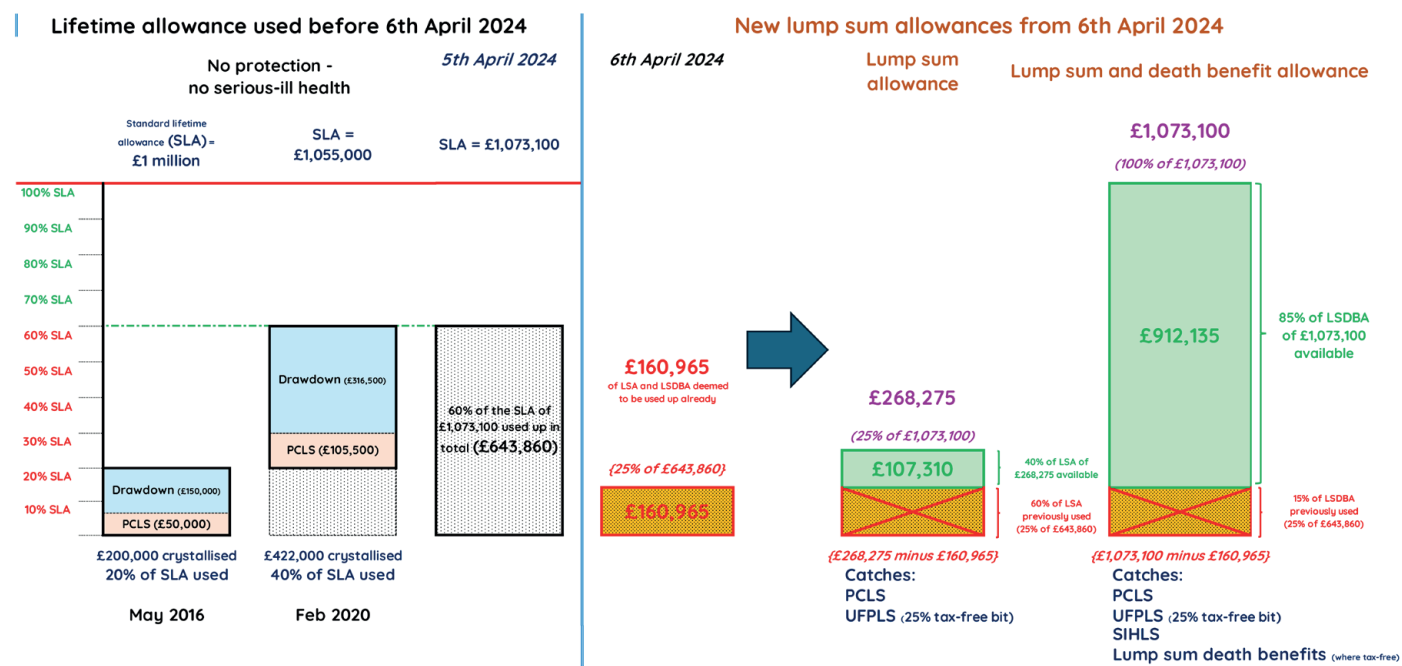 Lifetime allowance used before 6th April 2024
No protection -
no serious-ill health
5th April 2024
Standard lifetime
allowance (SLA) =
£1 million
SLA =
£1,055,000
SLA = £1,073,100
100% SLA
90% SLA
80% SLA
70% SLA
60% SLA
50% SLA
40% SLA
30% SLA
20% SLA
10% SLA
Drawdown (£150,000)
PCLS (£50,000)
£200,000 crystallised
20% of SLA used
May 2016
Drawdown (£316,500)
PCLS (£105,500)
£422,000 crystallised
40% of SLA used
Feb 2020
60% of the SLA of
£1,073,100 used up in
total (£643,860)
New lump sum allowances from 6th April 2024
6th April 2024
£160,965
of LSA and LSDBA deemed
to be used up already
{25% of £643,860}
£160,965
Lump sum
allowance
£268,275
(25% of £1,073,100)
£107,310
40% of LSA of
£268,275 available
60% of LSA
previously used
(25% of £643,860)
{£268,275 minus £160,965}
Catches:
PCLS
UFPLS (25% tax-free bit)
Lump sum and death benefit allowance
£1,073,100
(100% of £1,073,100)
£912,135
85% of LSDBA
of £1,073,100
available
15% of LSDBA
previously used
(25% of £643,860)
{£1,073,100 minus £160,965}
Catches:
PCLS
UFPLS (25% tax-free bit)
SIHLS
Lump sum death benefits (where tax-free)